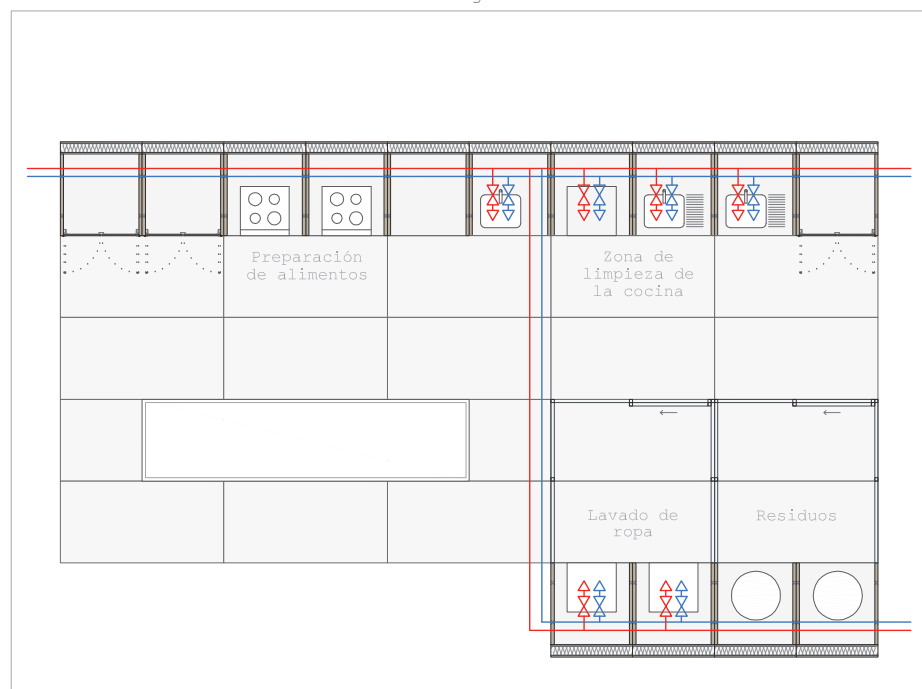 Preparación
de alimentos
Zona de
limpieza de
la cocina
Lavado de
ropa
Residuos